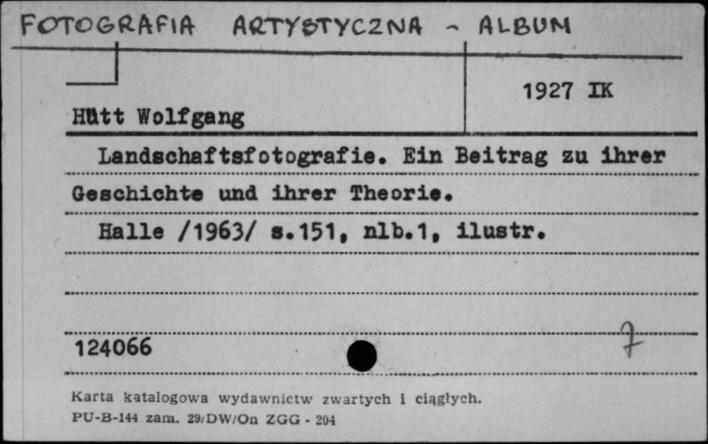 FOTOGRAFIA ARTYSTYCZNA - ALBUM
1927 IK
Hütt Wolfgang
Landschaftsfotografie. Ein Beitrag zu ihrer
Geschichte und ihrer Theorie.
Halle /1963/ s.151, nlb.1, ilustr.
124066
7
Karta katalogowa wydawnictw zwartych i ciągłych.
PU-B-144 zam. 29/DW/On ZGG - 204